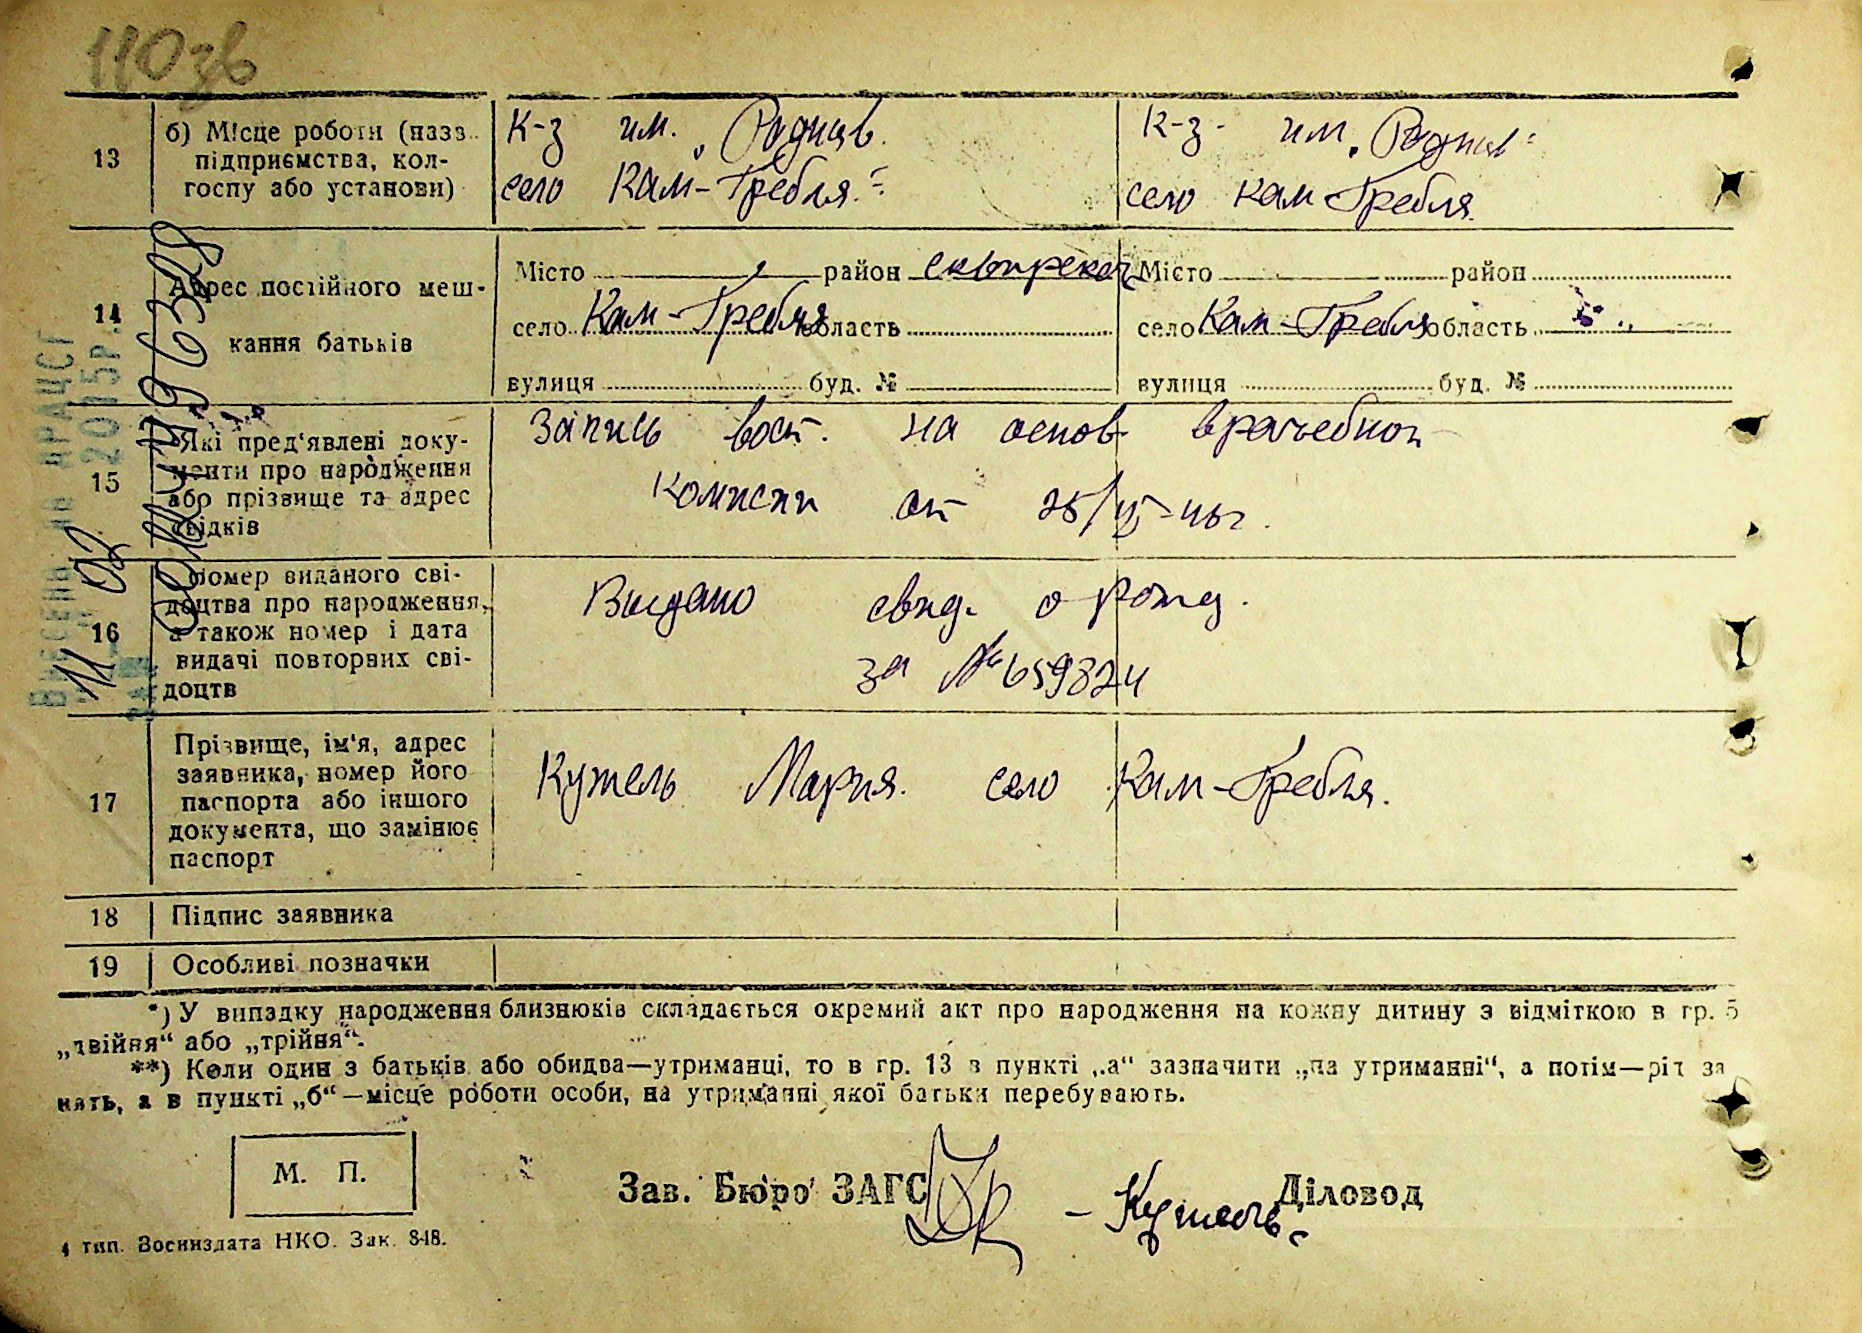 110зв
13
б) Місце роботи (назв.
підприємства, кол-
госпу або установи)
К-з им.
село Кам-Гребля.
К-з- им.
село Кам-Гребля.
14
Адрес постійного меш-
кання батьків
Місто район сквирский
село Кам-Гребля область
вулиця буд. №
Місто район
село Кам-Гребля область
вулиця буд. №
15
Які пред'явлені доку-
менти про народження
або прізвище та адрес
свідків
Запись вост. на основ врачебной
комисии от
16
Номер виданого сві-
доцтва про народження,
а також номер і дата
видачі повторних сві-
доцтв
Выдано свид. о рожд.
за № 659824
17
Прізвище, ім'я, адрес
заявника, номер його
паспорта або іншого
документа, що замінює
паспорт
Кужель Мария. село Кам-Гребля.
18
Підпис заявника
19
Особливі позначки
*) У випадку народження близнюків складається окремий акт про народження на кожну дитину з відміткою в гр. 5
„двійня“ або „трійня“.
**) Коли один з батьків або обидва—утриманці, то в гр. 13 в пункті „а“ зазначити „на утриманні“, а потім—рід за
нять, а в пункті „б“—місце роботи особи, на утриманні якої батьки перебувають.
М. П.
Зав. Бюро ЗАГС
Діловод
4 тип. Воениздата НКО. Зак. 848.